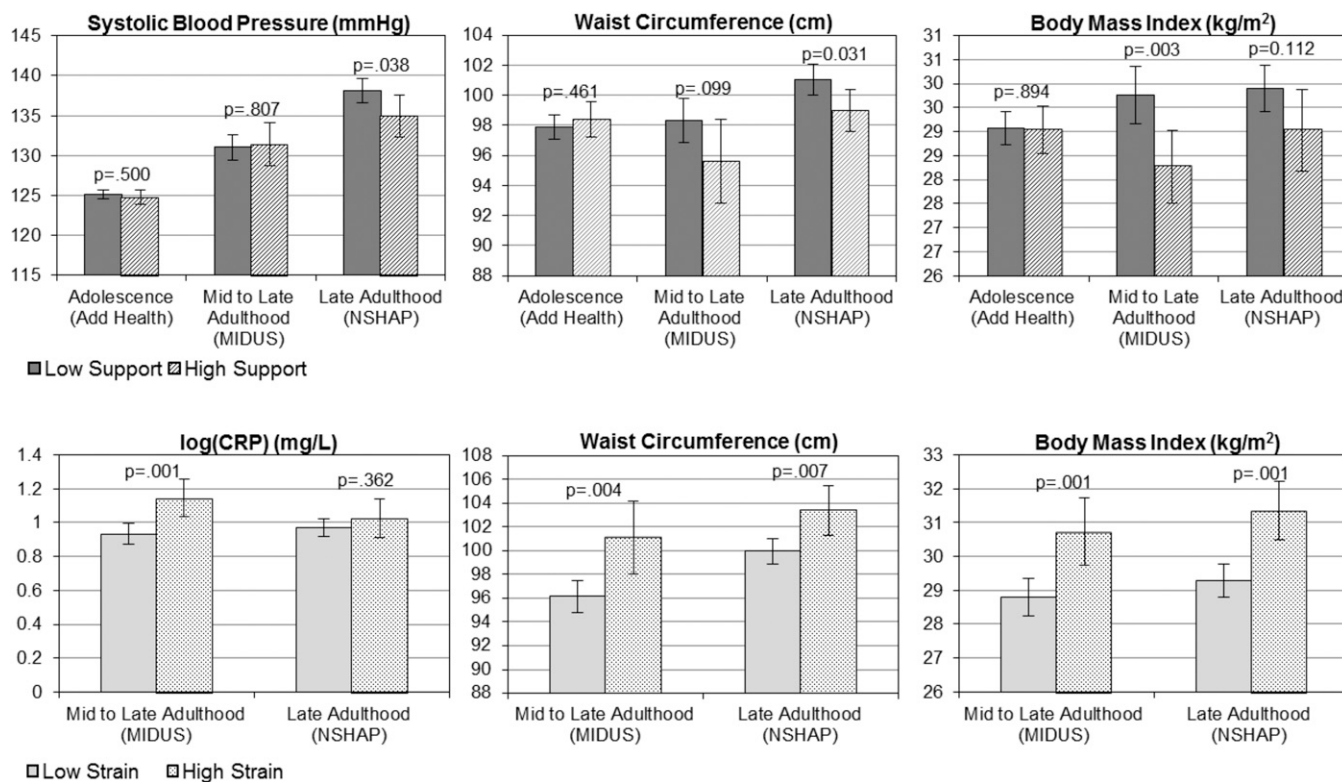 Systolic Blood Pressure (mmHg)
145
140
135
130
125
120
115
p=.500
p=.807
p=.038
Adolescence
(Add Health)
Mid to Late
Adulthood
(MIDUS)
Late Adulthood
(NSHAP)
Waist Circumference (cm)
104
102
100
98
96
94
92
90
88
p=.461
p=.099
p=0.031
Adolescence
(Add Health)
Mid to Late
Adulthood
(MIDUS)
Late Adulthood
(NSHAP)
Body Mass Index (kg/m²)
31
30
30
29
29
28
28
27
27
26
26
p=.894
p=.003
p=0.112
Adolescence
(Add Health)
Mid to Late
Adulthood
(MIDUS)
Late Adulthood
(NSHAP)
Low Support High Support
log(CRP) (mg/L)
1.4
1.2
1
0.8
0.6
0.4
0.2
0
p=.001
p=.362
Mid to Late Adulthood
(MIDUS)
Late Adulthood
(NSHAP)
Waist Circumference (cm)
108
106
104
102
100
98
96
94
92
90
88
p=.004
p=.007
Mid to Late Adulthood
(MIDUS)
Late Adulthood
(NSHAP)
Body Mass Index (kg/m²)
33
32
31
30
29
28
27
26
p=.001
p=.001
Mid to Late Adulthood
(MIDUS)
Late Adulthood
(NSHAP)
Low Strain High Strain